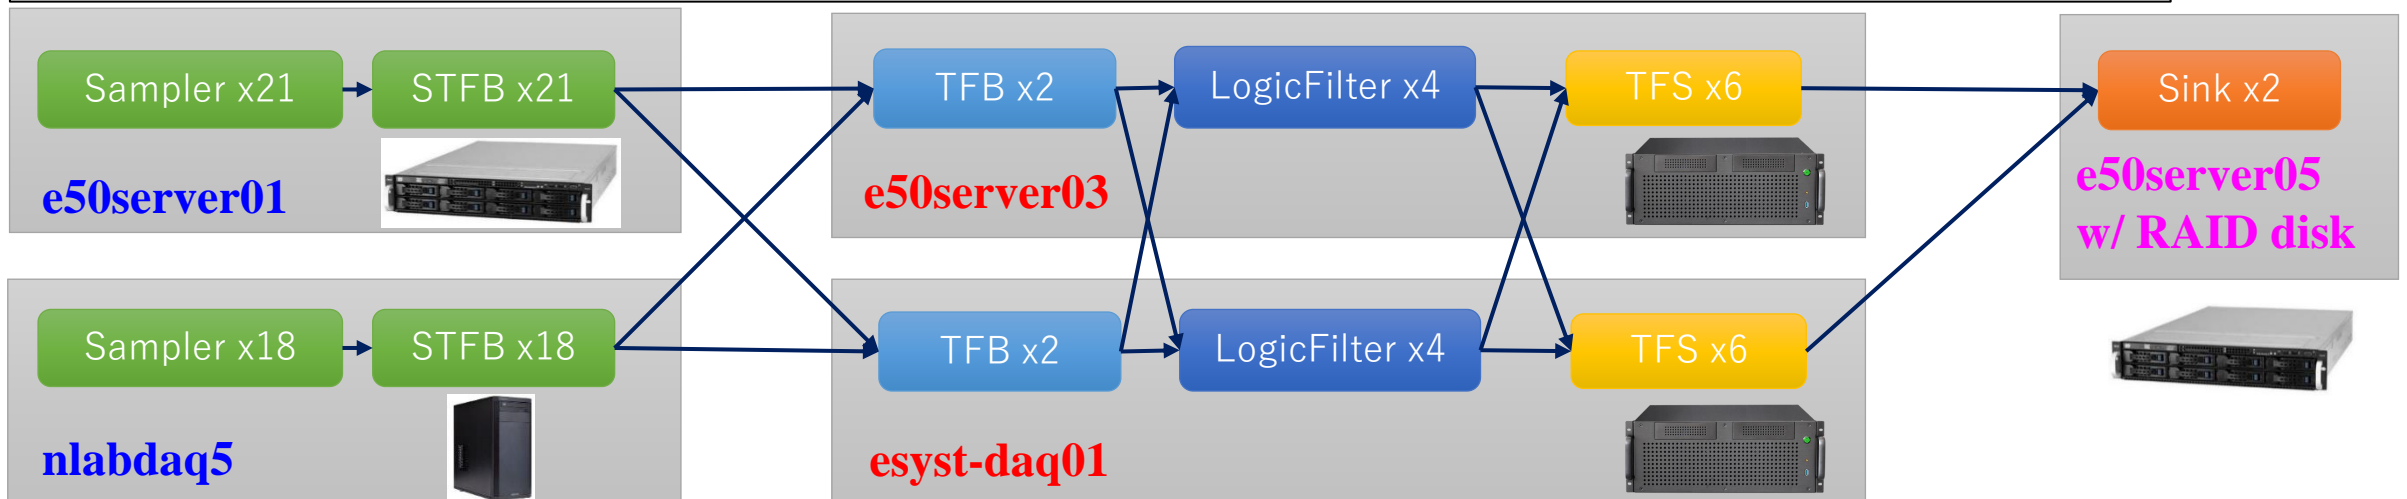 Sampler x21
STFB x21
e50server01
TFB x2
LogicFilter x4
TFS x6
e50server03
Sink x2
e50server05
w/ RAID disk
Sampler x18
STFB x18
nlabdaq5
TFB x2
LogicFilter x4
TFS x6
esyst-daq01